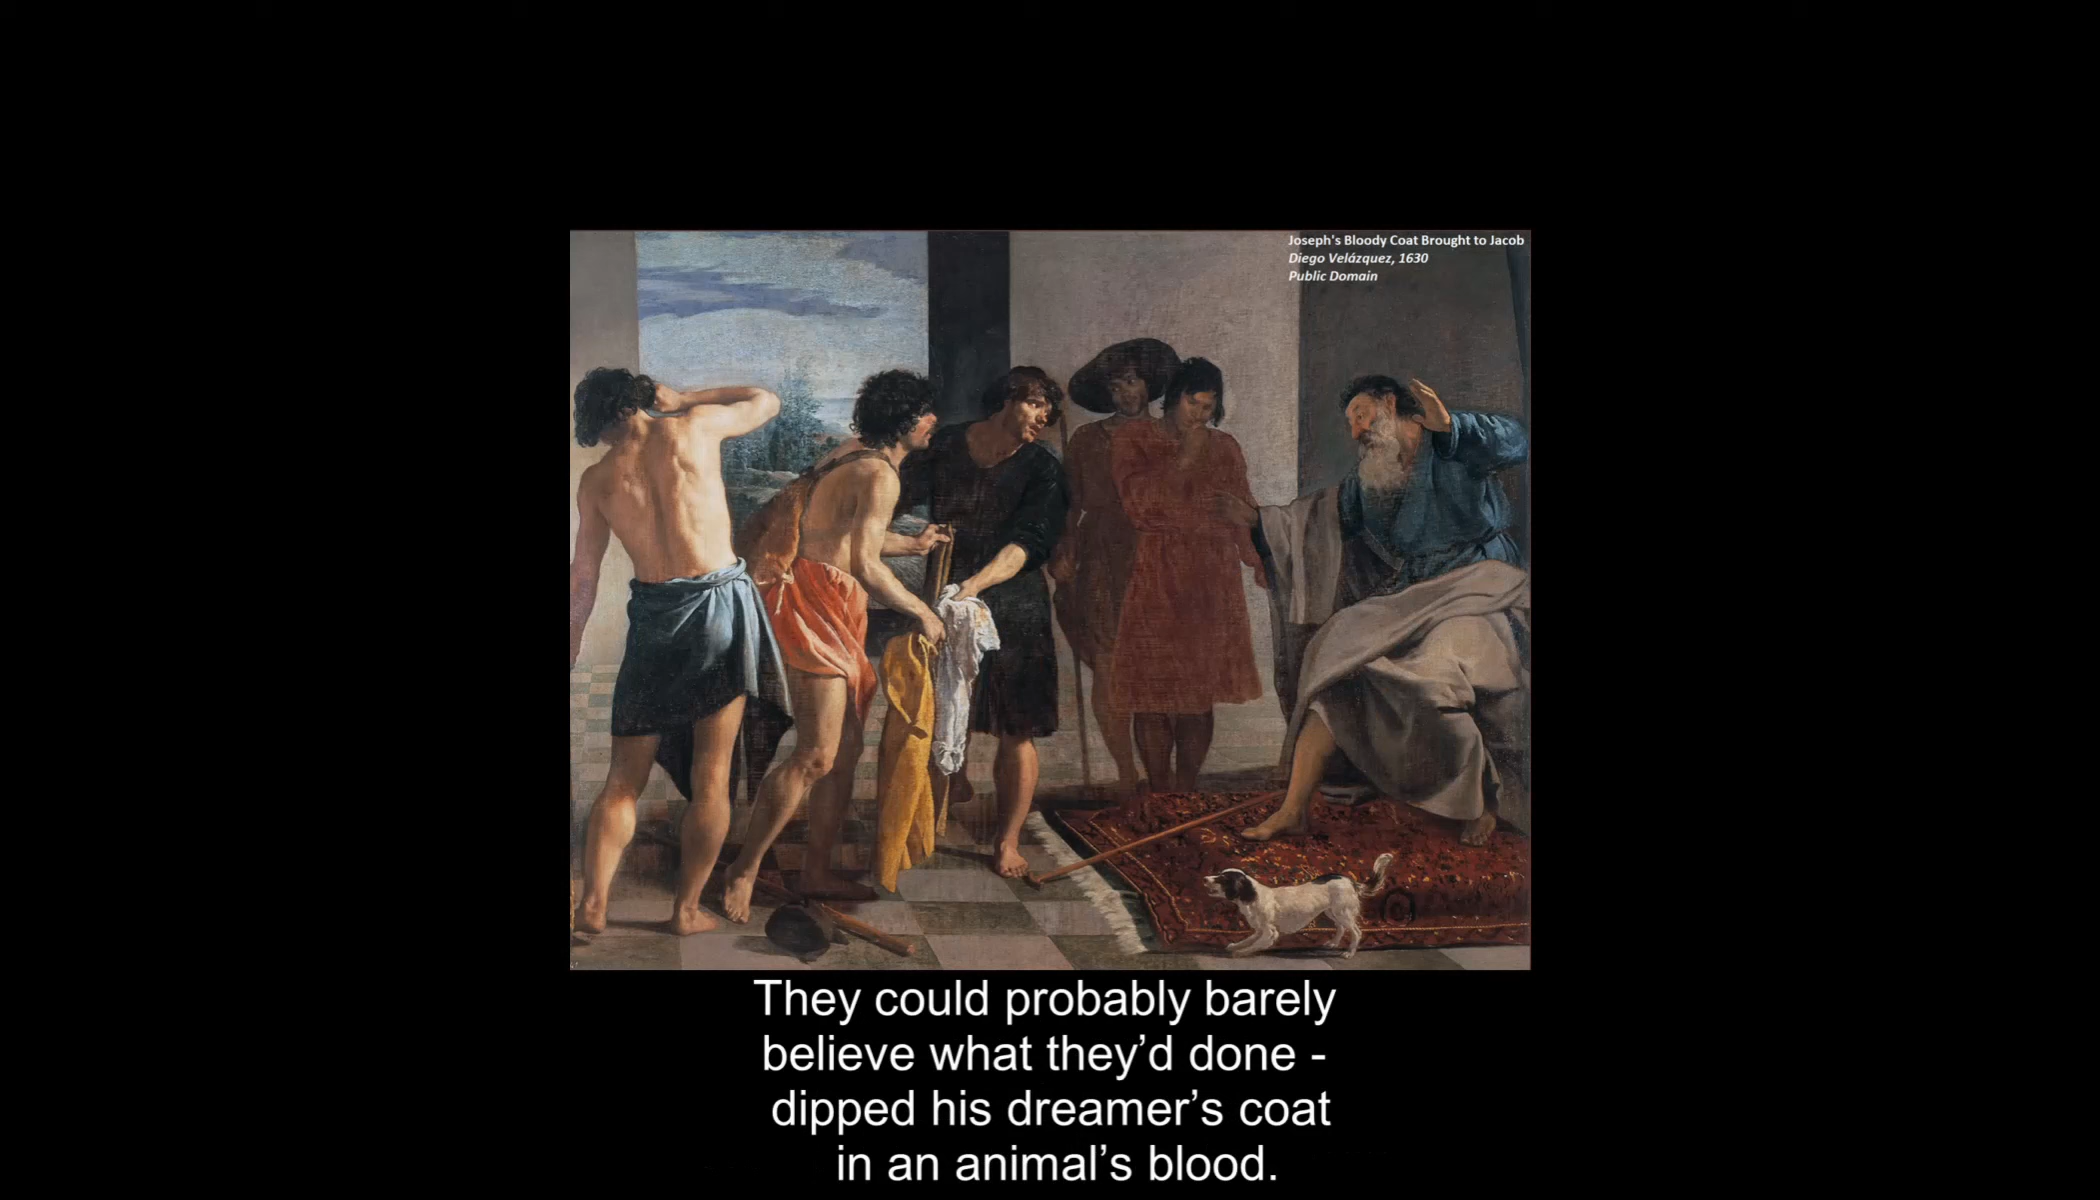 Joseph's Bloody Coat Brought to Jacob
Diego Velázquez, 1630
Public Domain
They could probably barely
believe what they’d done -
dipped his dreamer’s coat
in an animal’s blood.